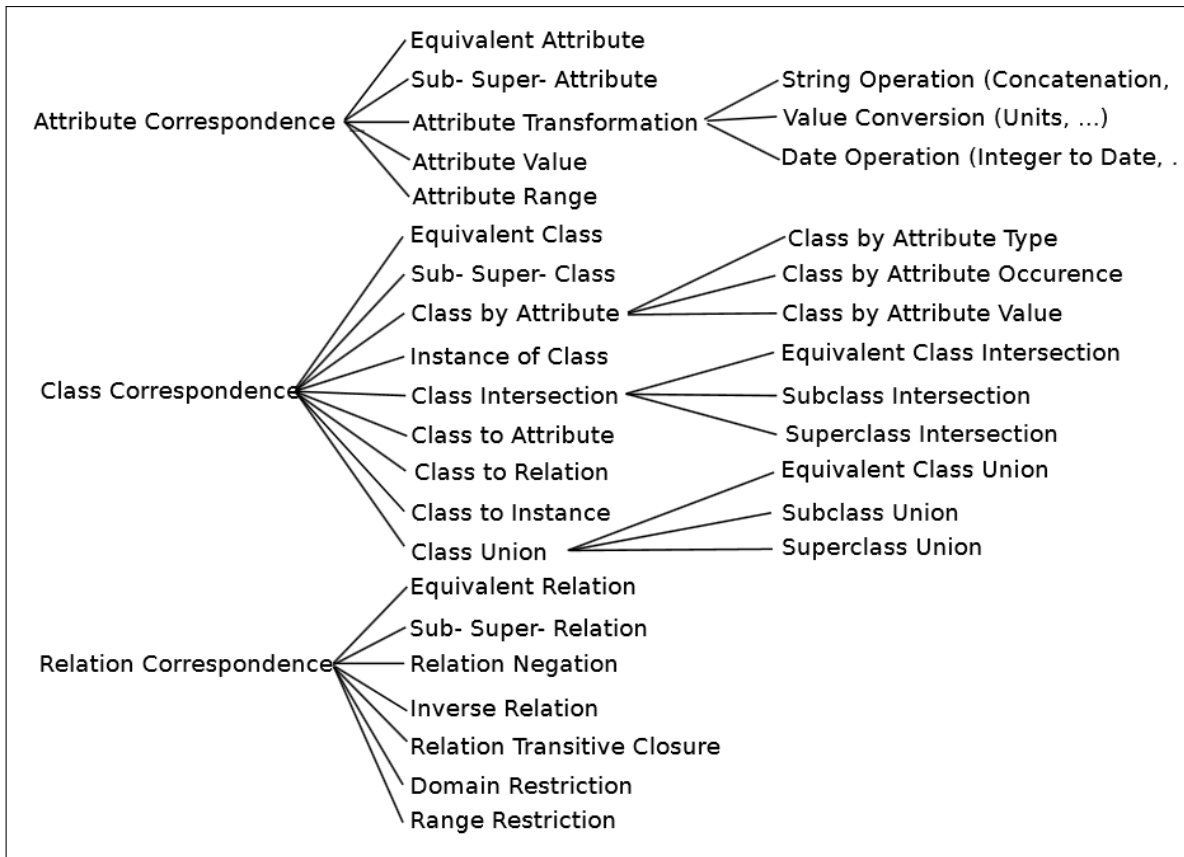 Equivalent Attribute
Sub- Super- Attribute
Attribute Correspondence
Attribute Transformation
String Operation (Concatenation,
Value Conversion (Units, ...)
Date Operation (Integer to Date, .
Attribute Value
Attribute Range
Equivalent Class
Sub- Super- Class
Class by Attribute
Class by Attribute Type
Class by Attribute Occurence
Class by Attribute Value
Instance of Class
Class Correspondence
Class Intersection
Equivalent Class Intersection
Subclass Intersection
Superclass Intersection
Class to Attribute
Class to Relation
Class to Instance
Class Union
Equivalent Class Union
Subclass Union
Superclass Union
Equivalent Relation
Sub- Super- Relation
Relation Correspondence
Relation Negation
Inverse Relation
Relation Transitive Closure
Domain Restriction
Range Restriction